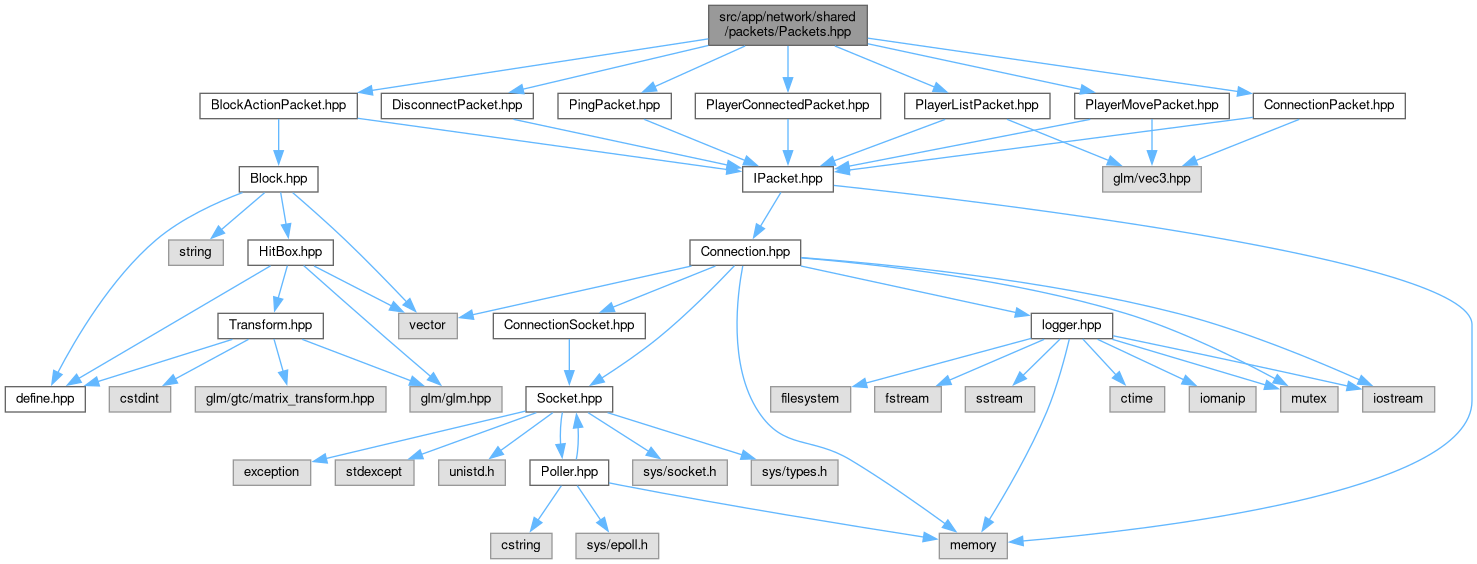 src/app/network/shared
/packets/Packets.hpp
BlockActionPacket.hpp
DisconnectPacket.hpp
PingPacket.hpp
PlayerConnectedPacket.hpp
PlayerListPacket.hpp
PlayerMovePacket.hpp
ConnectionPacket.hpp
Block.hpp
IPacket.hpp
glm/vec3.hpp
string
HitBox.hpp
Connection.hpp
Transform.hpp
vector
ConnectionSocket.hpp
logger.hpp
define.hpp
cstdint
glm/gtc/matrix_transform.hpp
glm/glm.hpp
Socket.hpp
filesystem
fstream
sstream
ctime
iomanip
mutex
iostream
exception
stdexcept
unistd.h
Poller.hpp
sys/socket.h
sys/types.h
cstring
sys/epoll.h
memory